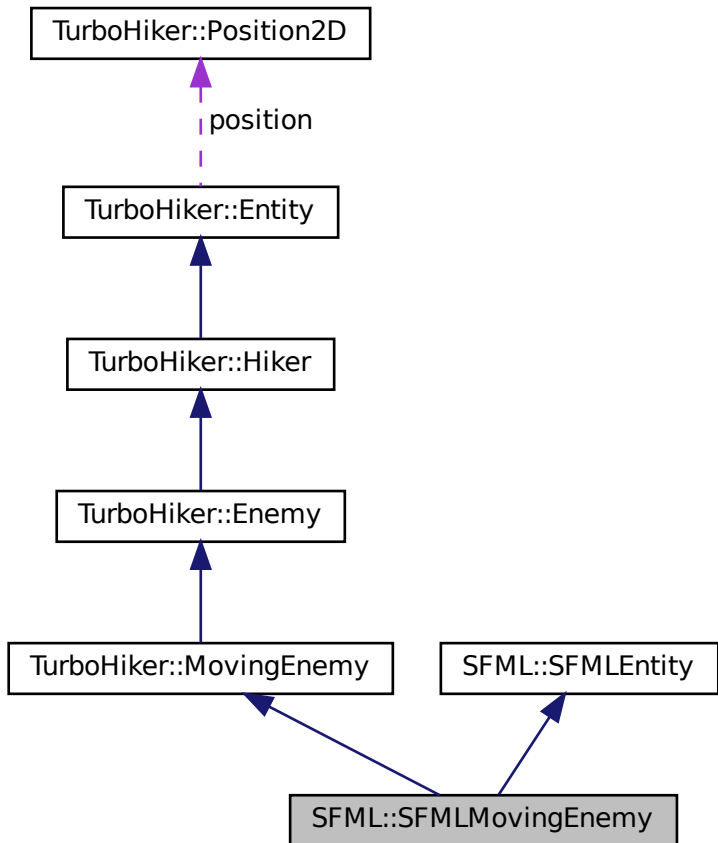 TurboHiker::Position2D
position
TurboHiker::Entity
TurboHiker::Hiker
TurboHiker::Enemy
TurboHiker::MovingEnemy
SFML::SFMLEntity
SFML::SFMLMovingEnemy